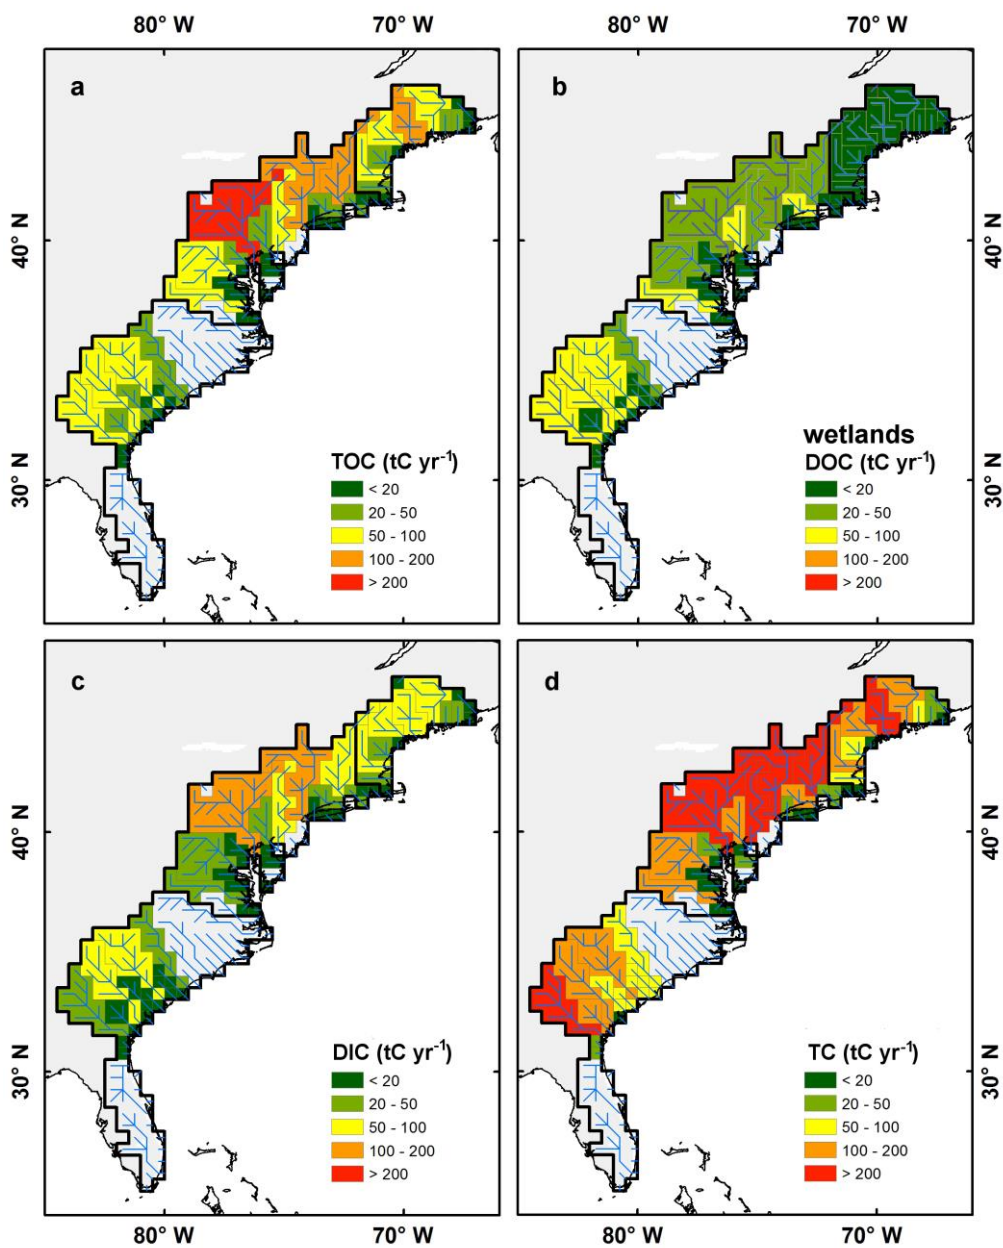 80° W 70° W 80° W 70° W
a
b
40° N
40° N
30° N
30° N
TOC (tC yr⁻¹)
< 20
20 - 50
50 - 100
100 - 200
> 200
wetlands
DOC (tC yr⁻¹)
< 20
20 - 50
50 - 100
100 - 200
> 200
c
d
40° N
40° N
30° N
30° N
DIC (tC yr⁻¹)
< 20
20 - 50
50 - 100
100 - 200
> 200
TC (tC yr⁻¹)
< 20
20 - 50
50 - 100
100 - 200
> 200
80° W 70° W 80° W 70° W